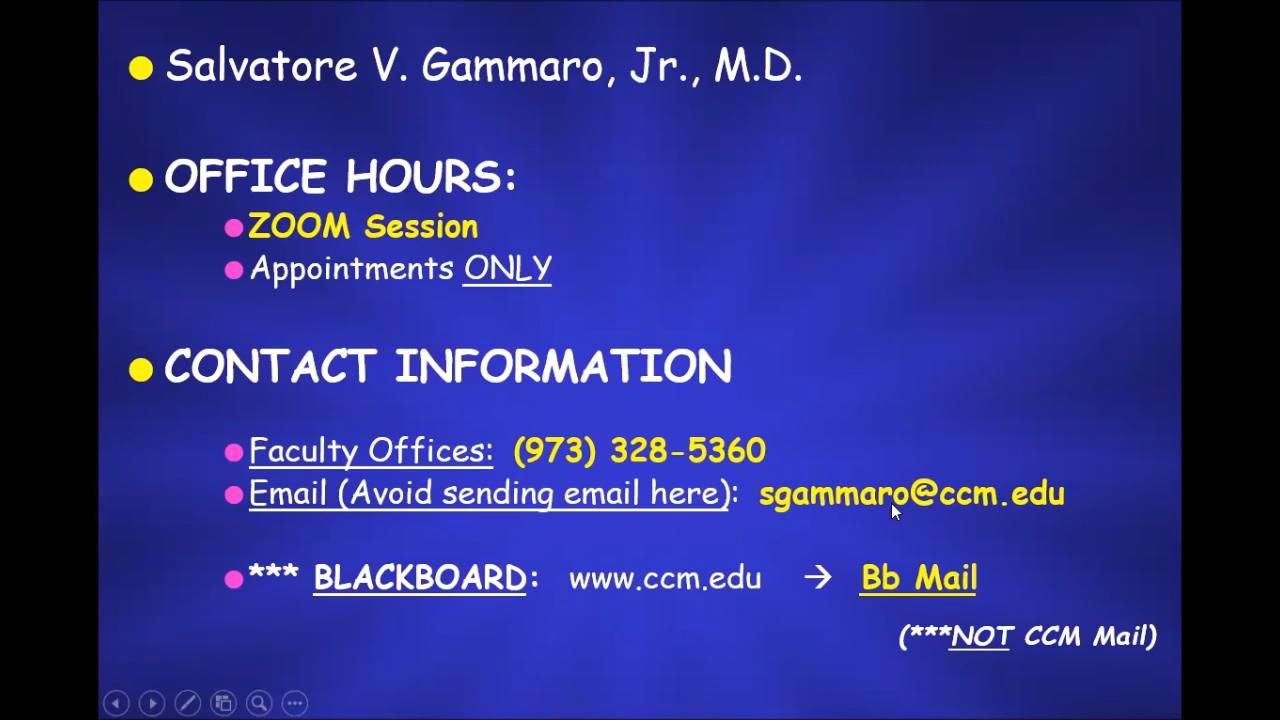 Salvatore V. Gammaro, Jr., M.D.
OFFICE HOURS:
ZOOM Session
Appointments ONLY
CONTACT INFORMATION
Faculty Offices: (973) 328-5360
Email (Avoid sending email here): sgammaro@ccm.edu
*** BLACKBOARD: www.ccm.edu → Bb Mail
(***NOT CCM Mail)